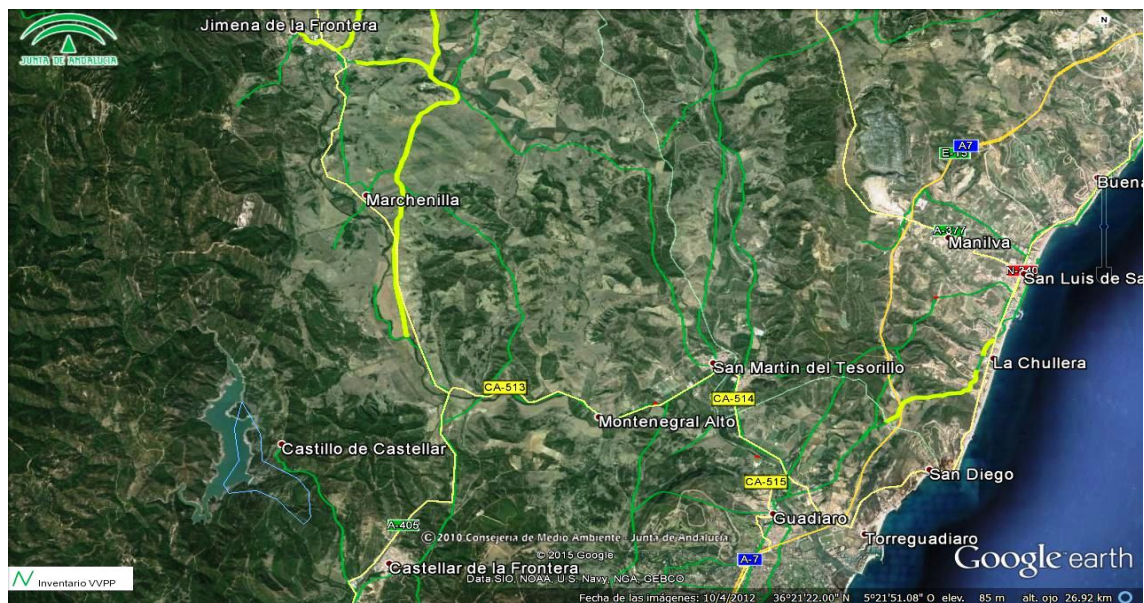 Jimena de la Frontera
JUNTA DE ANDALUCIA
N
A7
Buena
Marchenilla
A-377
Manilva
San Luis de Sa
La Chullera
San Martín del Tesorillo
CA-513
CA-514
Montenegral Alto
Castillo de Castellar
San Diego
CA-515
Guadiaro
A-405
Torreguadiaro
© 2010 Consejería de Medio Ambiente - Junta de Andalucía
© 2015 Google
A-7
Google earth
Castellar de la Frontera
Data SIO, NOAA, U.S. Navy, NGA, GEBCO
Inventario VVPP
Fecha de las imágenes: 10/4/2012 36°21'22.00" N 5°21'51.08" O elev. 85 m alt. ojo 26.92 km